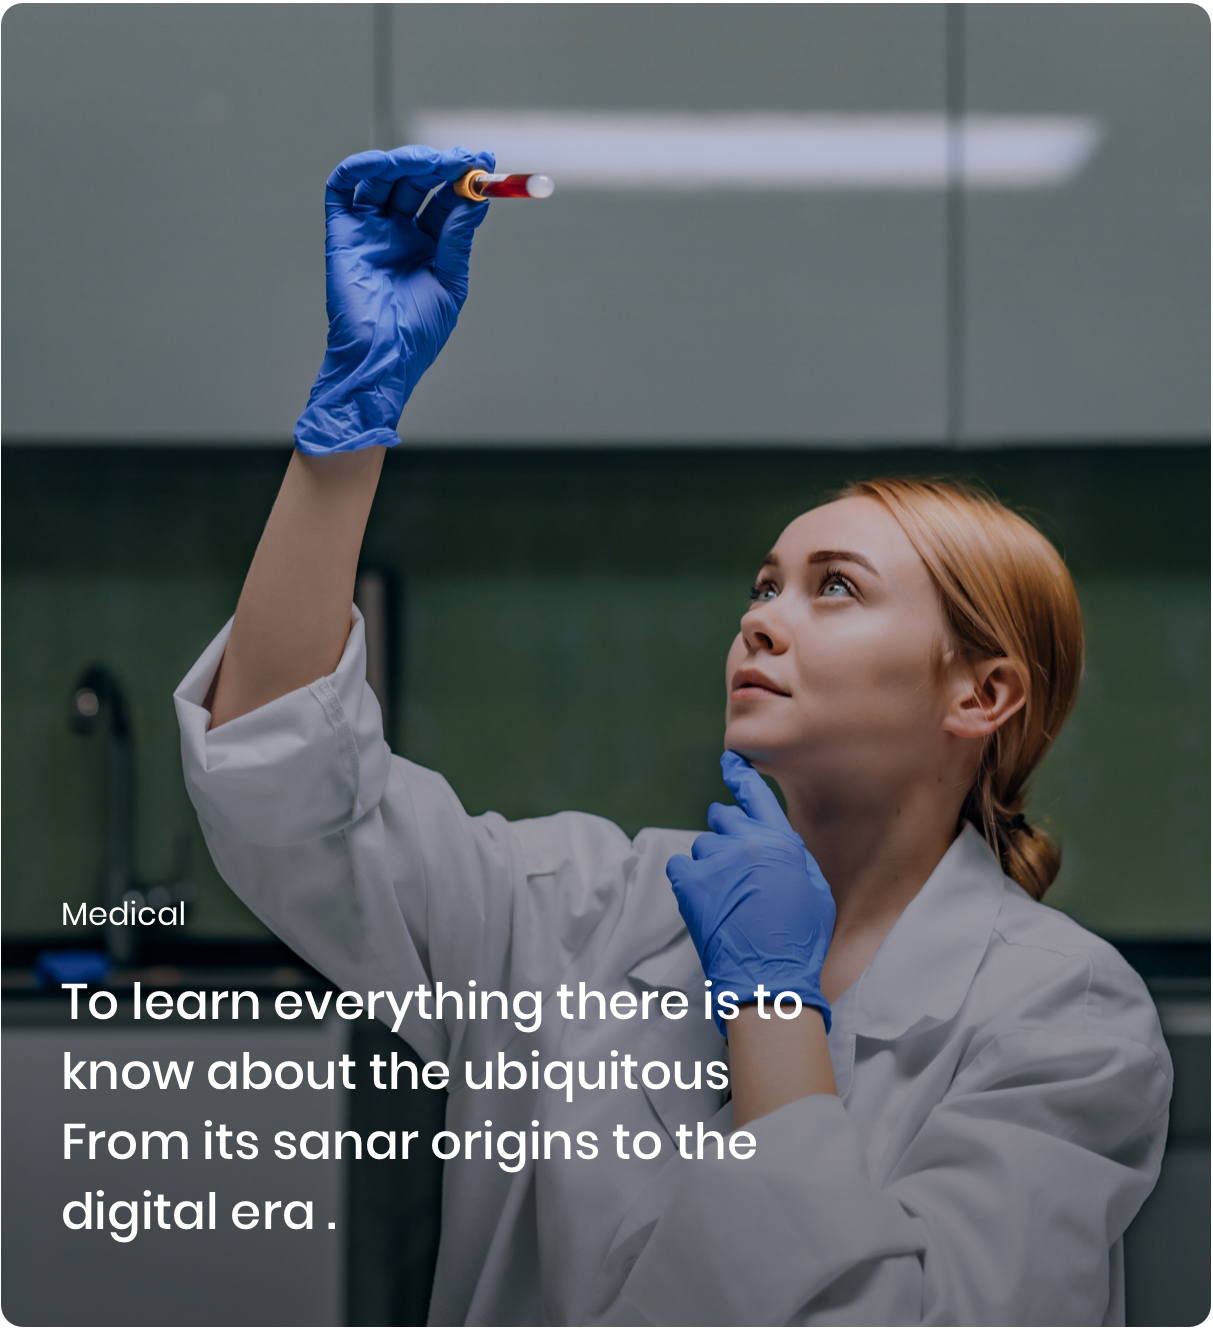 Medical
To learn everything there is to
know about the ubiquitous
From its sanar origins to the
digital era .